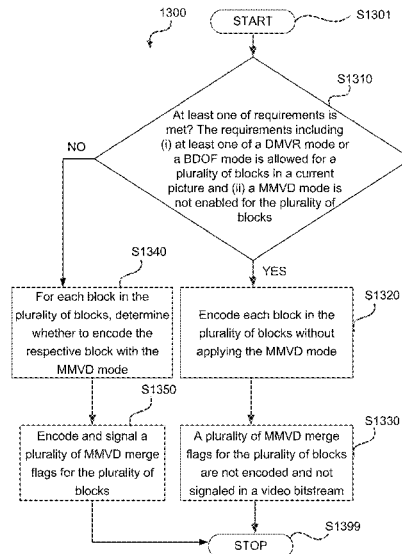 1300
START
S1301
S1310
At least one of requirements is
met? The requirements including
(i) at least one of a DMVR mode or
a BDOF mode is allowed for a
plurality of blocks in a current
picture and (ii) a MMVD mode is
not enabled for the plurality of
blocks
NO
YES
S1340
For each block in the
plurality of blocks, determine
whether to encode the
respective block with the
MMVD mode
S1320
Encode each block in the
plurality of blocks without
applying the MMVD mode
S1350
Encode and signal a
plurality of MMVD merge
flags for the plurality of
blocks
S1330
A plurality of MMVD merge
flags for the plurality of blocks
are not encoded and not
signaled in a video bitstream
STOP
S1399